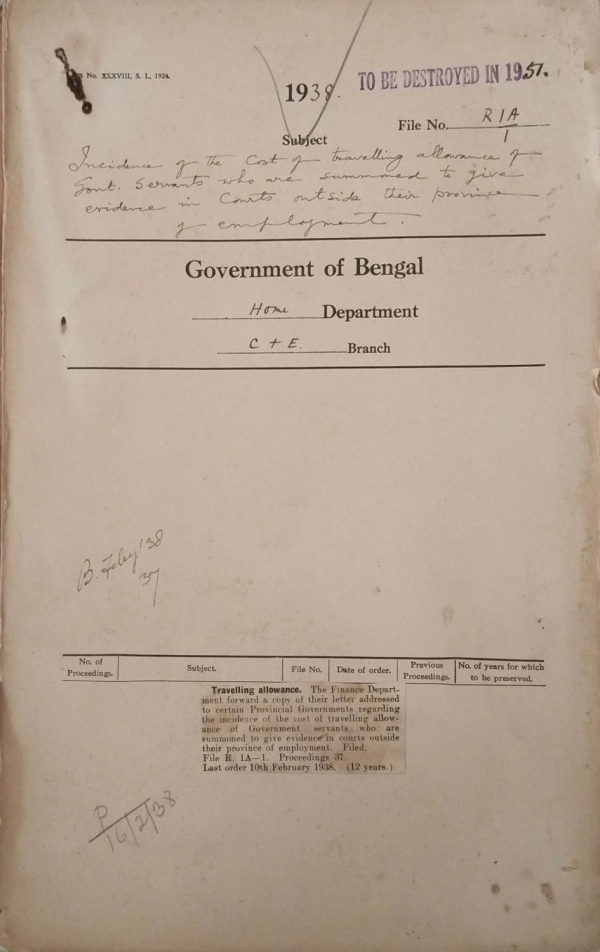 No. XXXVIII, S. I., 1934.
1938.
TO BE DESTROYED IN 1951.
File No. R1A/1
Subject
Incidence of the Cost of travelling allowance of
Govt. Servants who are summoned to give
evidence in Courts outside their province
of employment.
Government of Bengal
Home Department
C + E. Branch
B. Feby '38
37
No. of Proceedings.
Subject.
File No.
Date of order.
Previous Proceedings.
No. of years for which to be preserved.
Travelling allowance. The Finance Depart-
ment forward a copy of their letter addressed
to certain Provincial Governments regarding
the incidence of the cost of travelling allow-
ance of Government servants who are
summoned to give evidence in courts outside
their province of employment. Filed.
File R. 1A—1. Proceedings 37.
Last order 10th February 1938. (12 years.)
P
16/2/38